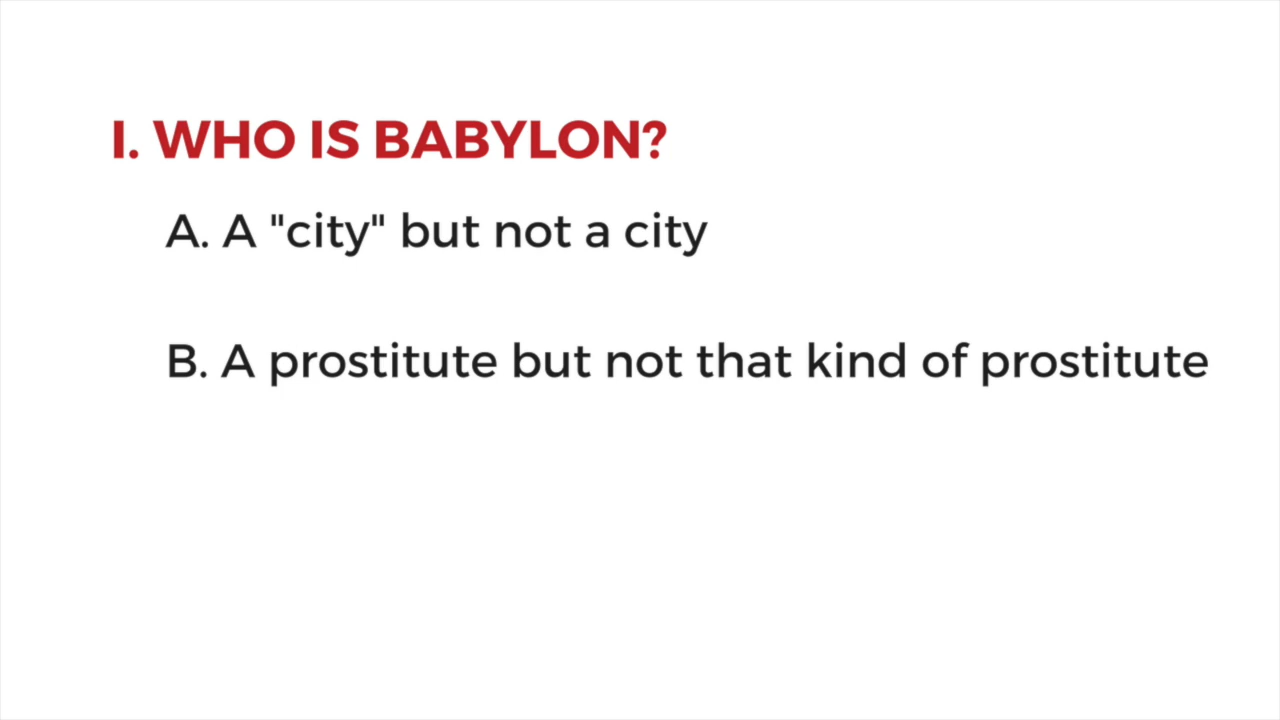 I. WHO IS BABYLON?
A. A "city" but not a city
B. A prostitute but not that kind of prostitute